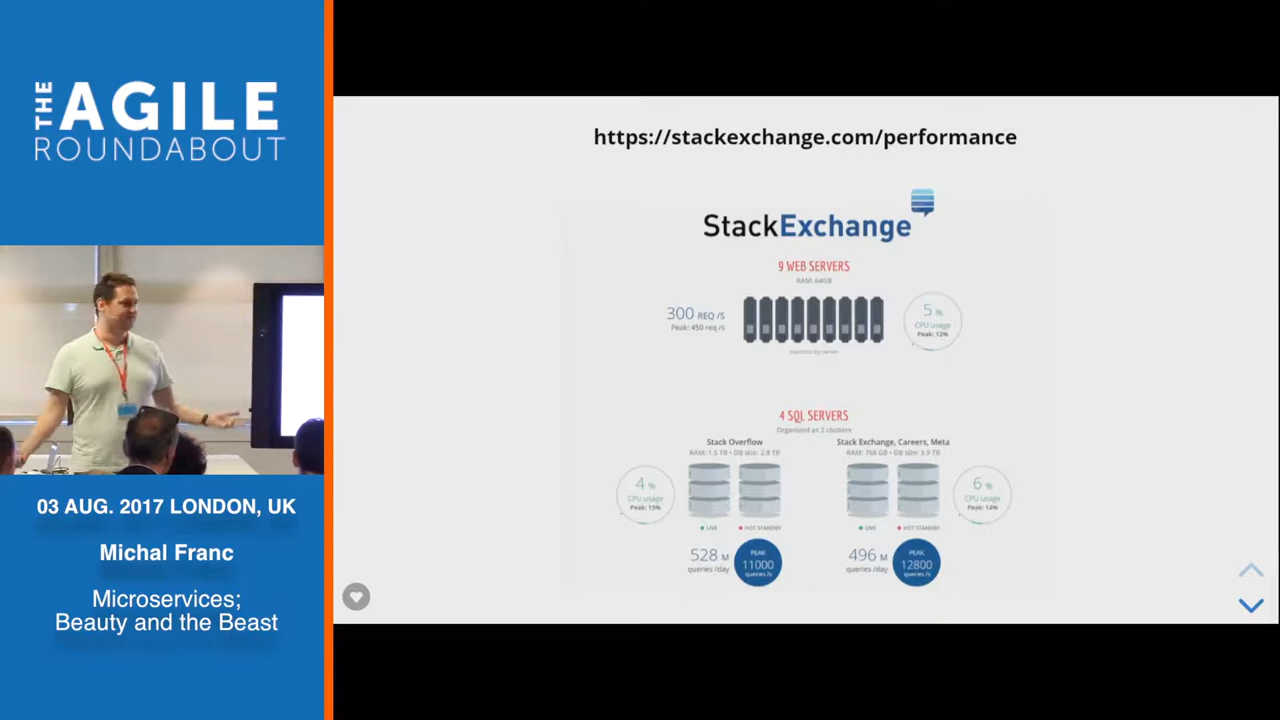 THE AGILE
ROUNDABOUT
03 AUG. 2017 LONDON, UK
Michal Franc
Microservices;
Beauty and the Beast
https://stackexchange.com/performance
StackExchange
9 WEB SERVERS
RAM: 64GB
300 REQ /S
Peak: 450 req /s
5 %
CPU usage
Peak: 12%
4 SQL SERVERS
Organized as 2 clusters
Stack Overflow
RAM: 1.5 TB • DB size: 2.8 TB
4 %
CPU usage
Peak: 15%
LIVE
HOT STANDBY
528 M
queries /day
PEAK
11000
queries /s
Stack Exchange, Careers, Meta
RAM: 768 GB • DB size: 3.9 TB
6 %
CPU usage
Peak: 14%
LIVE
HOT STANDBY
496 M
queries /day
PEAK
12800
queries /s